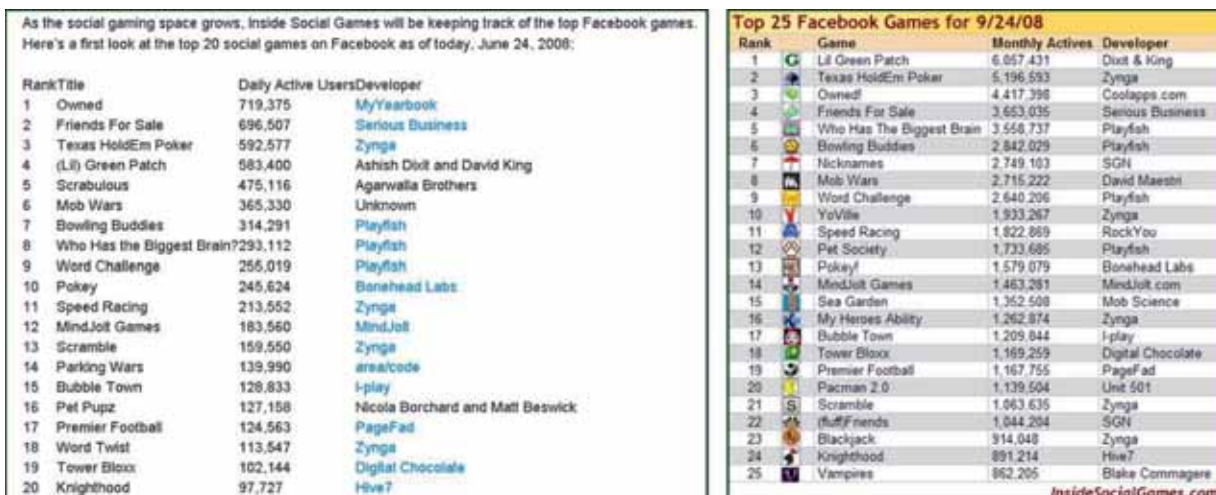 As the social gaming space grows, Inside Social Games will be keeping track of the top Facebook games.
Here's a first look at the top 20 social games on Facebook as of today, June 24, 2008:
RankTitle Daily Active UsersDeveloper
1 Owned 719,375 MyYearbook
2 Friends For Sale 696,507 Serious Business
3 Texas HoldEm Poker 592,577 Zynga
4 (Lil) Green Patch 583,400 Ashish Dixit and David King
5 Scrabulous 475,116 Agarwalla Brothers
6 Mob Wars 365,330 Unknown
7 Bowling Buddies 314,291 Playfish
8 Who Has the Biggest Brain?293,112 Playfish
9 Word Challenge 255,019 Playfish
10 Pokey 245,624 Bonehead Labs
11 Speed Racing 213,552 Zynga
12 MindJolt Games 183,560 MindJolt
13 Scramble 159,550 Zynga
14 Parking Wars 139,990 area/code
15 Bubble Town 128,833 I-play
16 Pet Pupz 127,158 Nicola Borchard and Matt Beswick
17 Premier Football 124,563 PageFad
18 Word Twist 113,547 Zynga
19 Tower Bloxx 102,144 Digital Chocolate
20 Knighthood 97,727 Hive7
Top 25 Facebook Games for 9/24/08
Rank Game Monthly Actives Developer
1 G Lil Green Patch 6,057,431 Dixit & King
2 Texas HoldEm Poker 5,196,593 Zynga
3 Owned! 4,417,398 Coolapps.com
4 Friends For Sale 3,653,035 Serious Business
5 Who Has The Biggest Brain 3,558,737 Playfish
6 Bowling Buddies 2,842,029 Playfish
7 Nicknames 2,749,103 SGN
8 Mob Wars 2,715,222 David Maestri
9 Word Challenge 2,640,206 Playfish
10 YoVille 1,933,267 Zynga
11 Speed Racing 1,822,869 RockYou
12 Pet Society 1,733,685 Playfish
13 Pokey! 1,579,079 Bonehead Labs
14 MindJolt Games 1,463,281 MindJolt.com
15 Sea Garden 1,352,508 Mob Science
16 My Heroes Ability 1,262,874 Zynga
17 Bubble Town 1,209,844 I-play
18 Tower Bloxx 1,169,259 Digital Chocolate
19 Premier Football 1,167,755 PageFad
20 Pacman 2.0 1,139,504 Unit 501
21 S Scramble 1,063,635 Zynga
22 (fluff)Friends 1,044,204 SGN
23 Blackjack 914,048 Zynga
24 Knighthood 891,214 Hive7
25 Vampires 862,205 Blake Commagere
InsideSocialGames.com